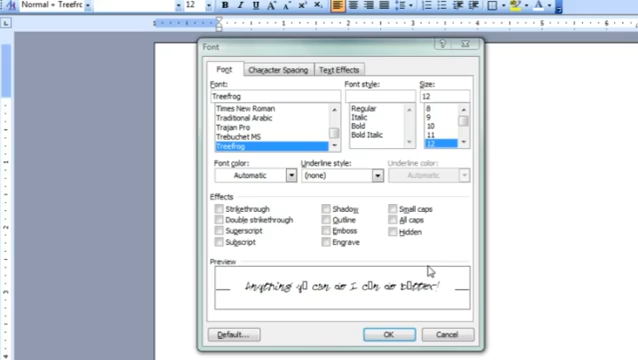 Normal + Treefro
12
Font
Font
Character Spacing
Text Effects
Font:
Font style:
Size:
Treefrog
12
Times New Roman
Traditional Arabic
Trajan Pro
Trebuchet MS
Treefrog
Regular
Italic
Bold
Bold Italic
8
9
10
11
12
Font color:
Underline style:
Underline color:
Automatic
(none)
Automatic
Effects
Strikethrough
Shadow
Small caps
Double strikethrough
Outline
All caps
Superscript
Emboss
Hidden
Subscript
Engrave
Preview
Anything can do I can do
Default...
OK
Cancel